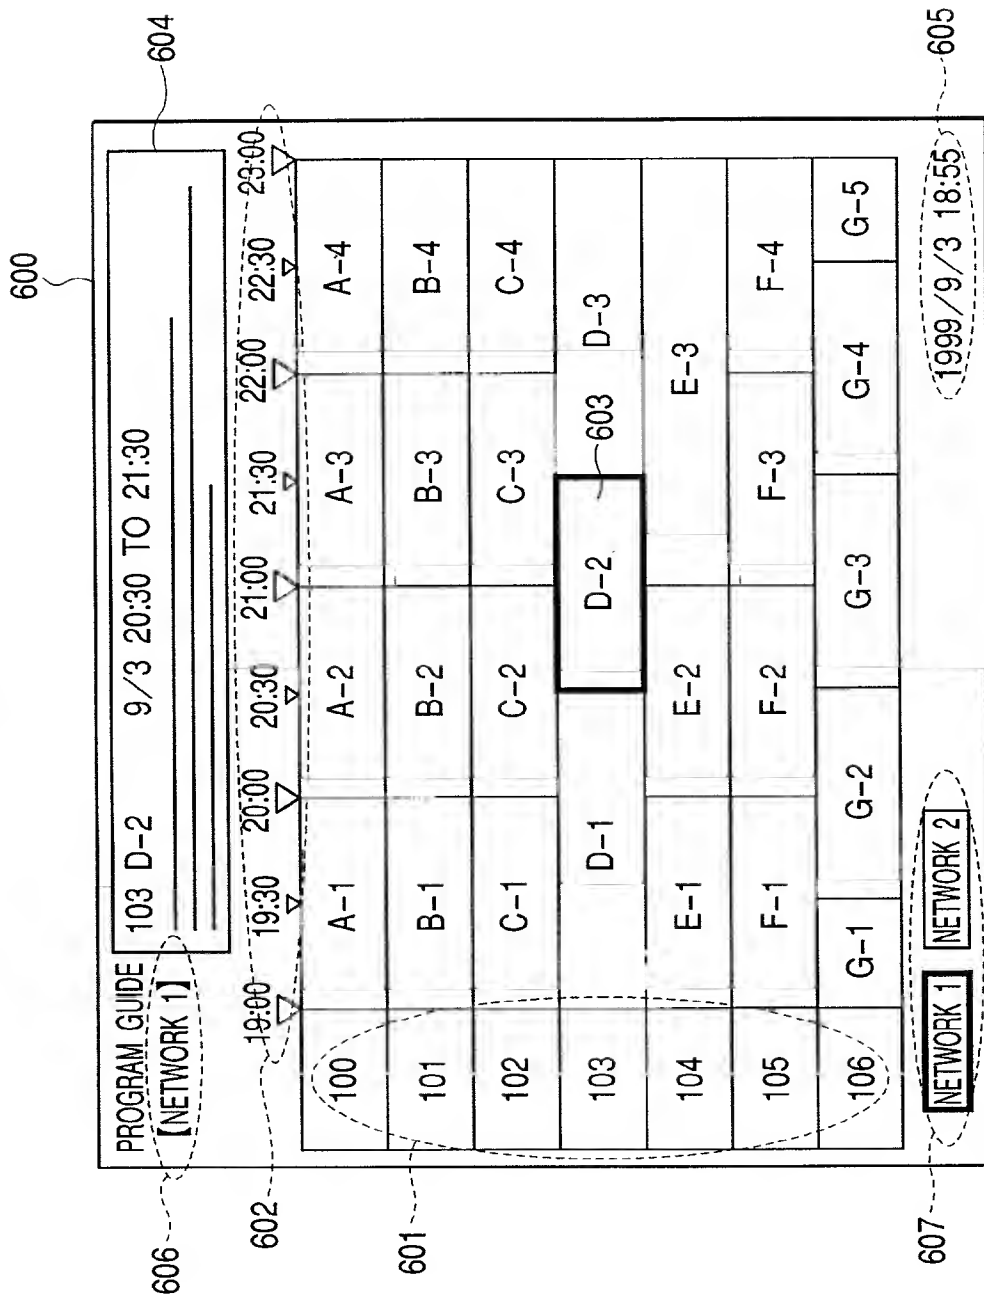 600
604
PROGRAM GUIDE
【NETWORK 1】
606
103 D-2 9/3 20:30 TO 21:30
602
19:00 19:30 20:00 20:30 21:00 21:30 22:00 22:30 23:00
100 A-1 A-2 A-3 A-4
101 B-1 B-2 B-3 B-4
102 C-1 C-2 C-3 C-4
103 D-1 D-2 D-3
603
601
104 E-1 E-2 E-3
105 F-1 F-2 F-3 F-4
106 G-1 G-2 G-3 G-4 G-5
NETWORK 1 NETWORK 2 1999/9/3 18:55
607
605